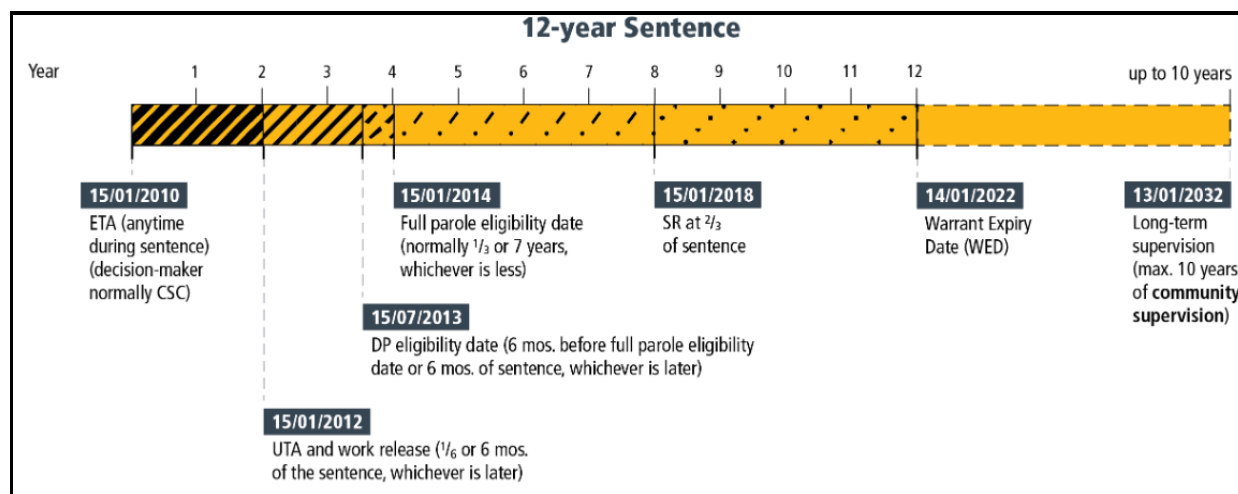 12-year Sentence
Year 1 2 3 4 5 6 7 8 9 10 11 12 up to 10 years
15/01/2010
ETA (anytime
during sentence)
(decision-maker
normally CSC)
15/01/2014
Full parole eligibility date
(normally 1/3 or 7 years,
whichever is less)
15/01/2018
SR at 2/3
of sentence
14/01/2022
Warrant Expiry
Date (WED)
13/01/2032
Long-term
supervision
(max. 10 years
of community
supervision)
15/07/2013
DP eligibility date (6 mos. before full parole eligibility
date or 6 mos. of sentence, whichever is later)
15/01/2012
UTA and work release (1/6 or 6 mos.
of the sentence, whichever is later)